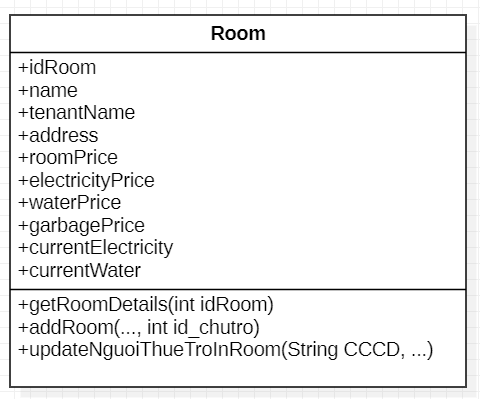 Room
+idRoom
+name
+tenantName
+address
+roomPrice
+electricityPrice
+waterPrice
+garbagePrice
+currentElectricity
+currentWater
+getRoomDetails(int idRoom)
+addRoom(..., int id_chutro)
+updateNguoiThueTroInRoom(String CCCD, ...)